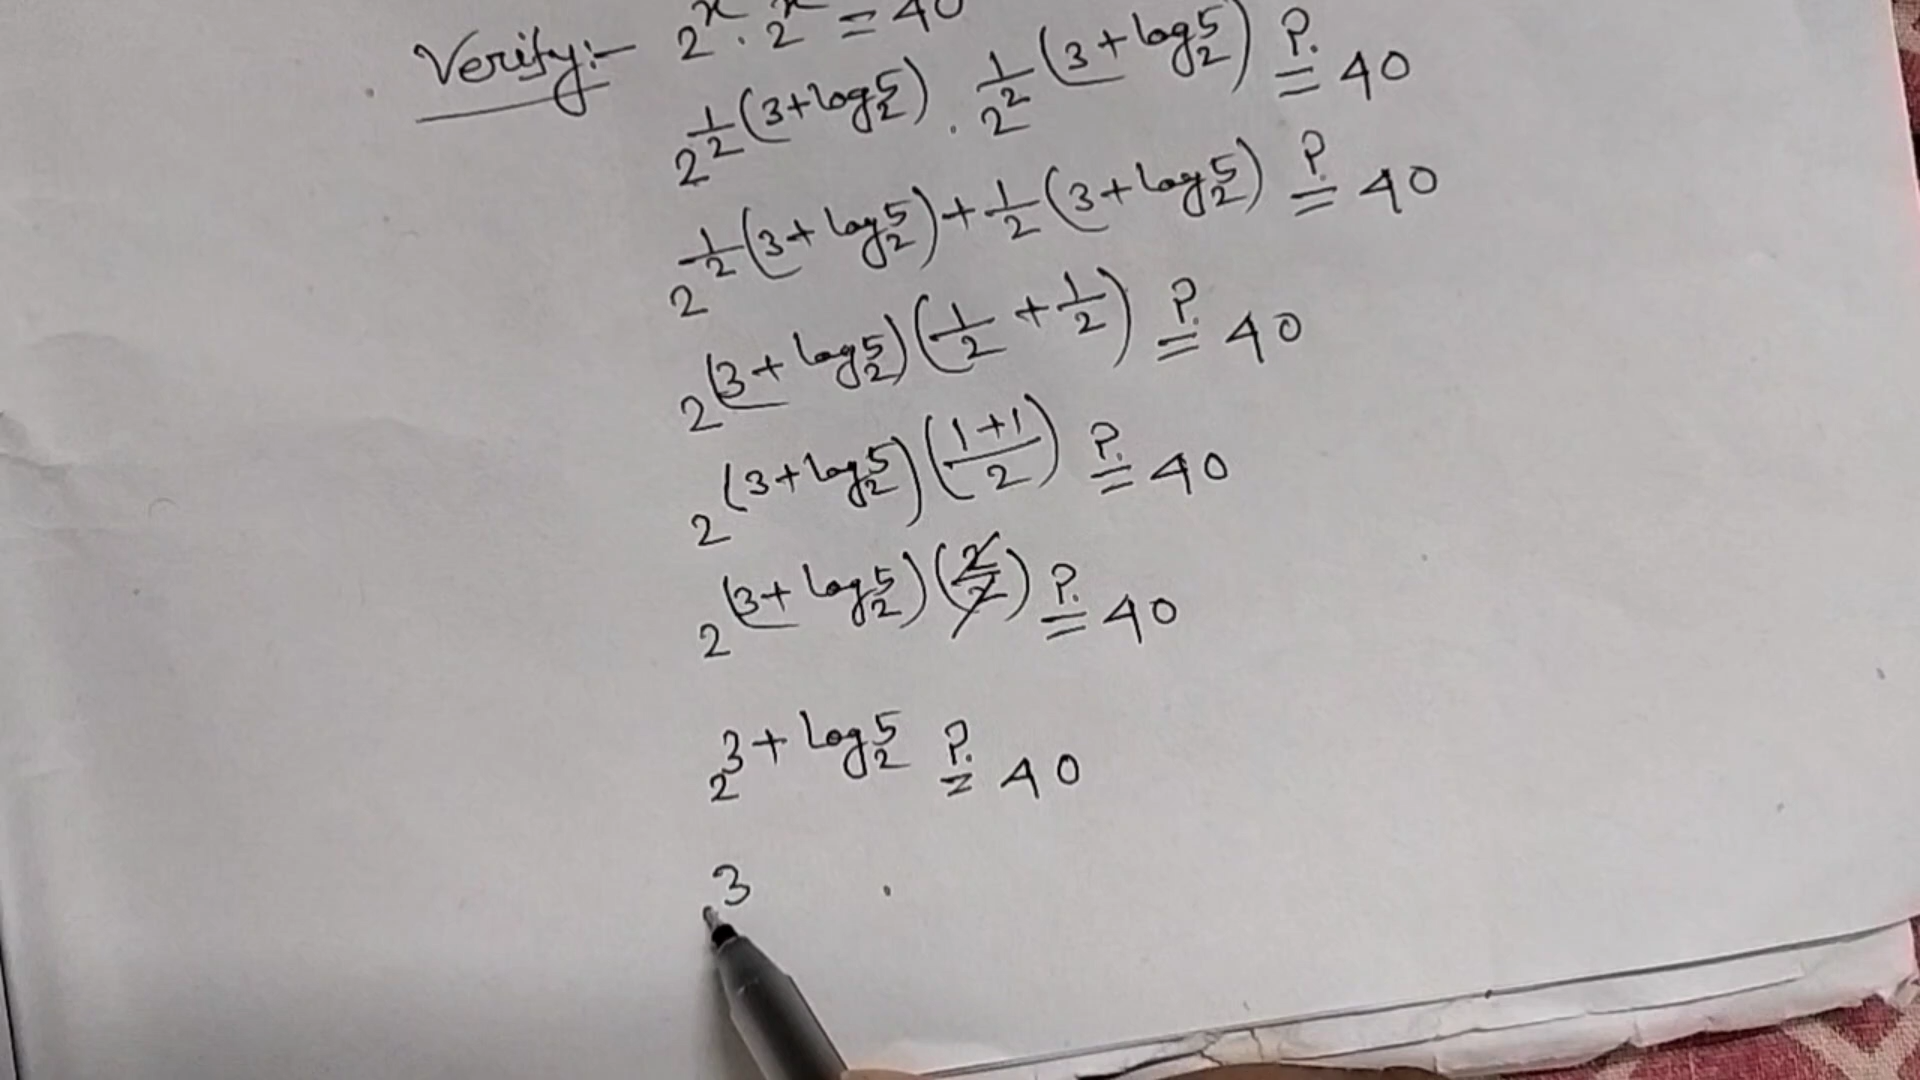 Verify:- 2^x . 2^x = 40
2^{1/2 (3+log_2 5)} . 2^{1/2 (3+log_2 5)} ≟ 40
2^{1/2 (3+log_2 5) + 1/2 (3+log_2 5)} ≟ 40
2^{(3+log_2 5)(1/2 + 1/2)} ≟ 40
2^{(3+log_2 5)((1+1)/2)} ≟ 40
2^{(3+log_2 5)(2/2)} ≟ 40
2^{3+log_2 5} ≟ 40
3 .